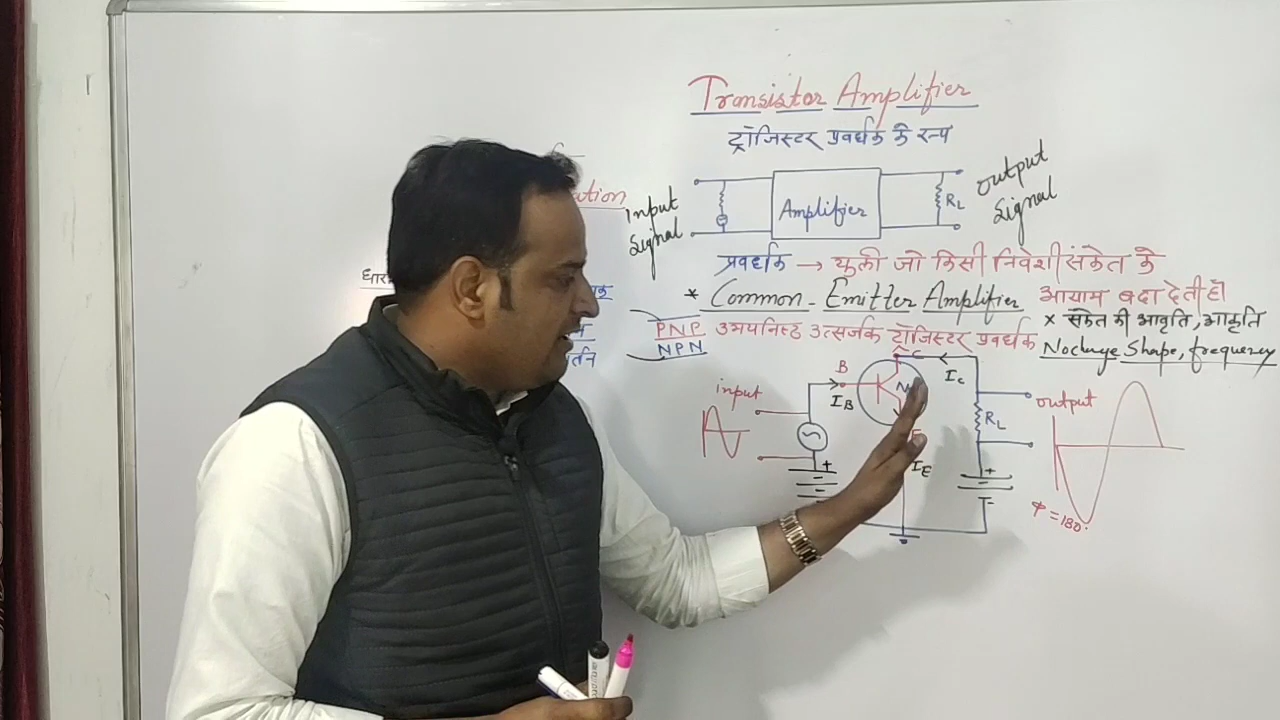 Transistor Amplifier
ट्रांजिस्टर प्रवर्धक के रूप
Input
Signal
Amplifier
RL
Output
Signal
प्रवर्धक → युक्ती जो किसी निवेशी संकेत के
आयाम बढा देती हो
* Common-Emitter Amplifier
x संकेत की आवृति, आकृति
PNP
NPN
उभयनिष्ठ उत्सर्जक ट्रांजिस्टर प्रवर्धक
Shape, frequency
input
B
IB
C
IC
IE
RL
output
+
+
-
φ = 180°